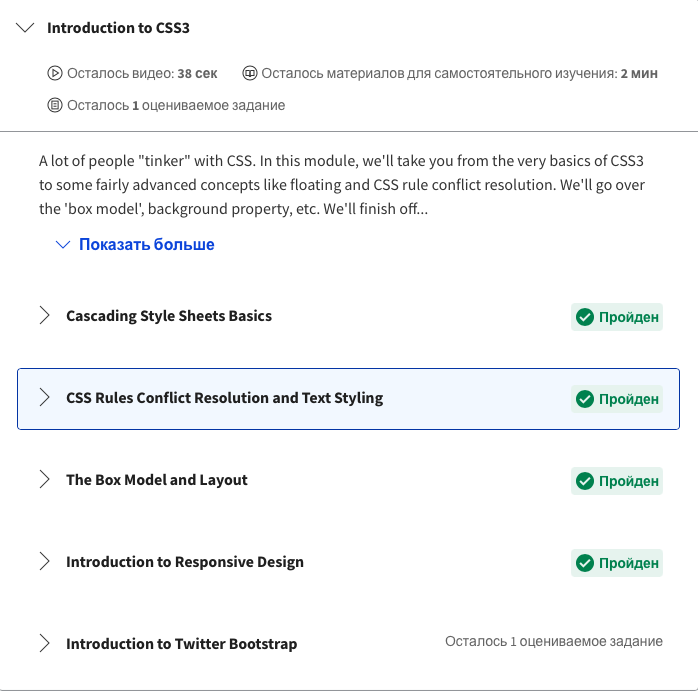 Introduction to CSS3
Осталось видео: 38 сек Осталось материалов для самостоятельного изучения: 2 мин
Осталось 1 оцениваемое задание
A lot of people "tinker" with CSS. In this module, we'll take you from the very basics of CSS3
to some fairly advanced concepts like floating and CSS rule conflict resolution. We'll go over
the 'box model', background property, etc. We'll finish off...
Показать больше
Cascading Style Sheets Basics Пройден
CSS Rules Conflict Resolution and Text Styling Пройден
The Box Model and Layout Пройден
Introduction to Responsive Design Пройден
Introduction to Twitter Bootstrap Осталось 1 оцениваемое задание